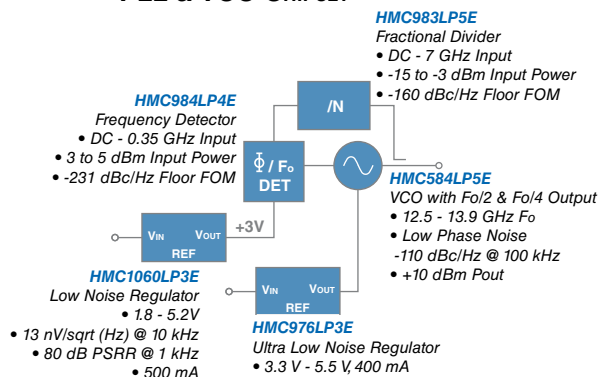 HMC983LP5E
Fractional Divider
• DC - 7 GHz Input
• -15 to -3 dBm Input Power
• -160 dBc/Hz Floor FOM
/N
HMC984LP4E
Frequency Detector
• DC - 0.35 GHz Input
• 3 to 5 dBm Input Power
• -231 dBc/Hz Floor FOM
Φ / Fo
DET
HMC584LP5E
VCO with Fo/2 & Fo/4 Output
• 12.5 - 13.9 GHz Fo
• Low Phase Noise
-110 dBc/Hz @ 100 kHz
• +10 dBm Pout
VIN VOUT
REF
+3V
HMC1060LP3E
Low Noise Regulator
• 1.8 - 5.2V
• 13 nV/sqrt (Hz) @ 10 kHz
• 80 dB PSRR @ 1 kHz
• 500 mA
VIN VOUT
REF
HMC976LP3E
Ultra Low Noise Regulator
• 3.3 V - 5.5 V, 400 mA